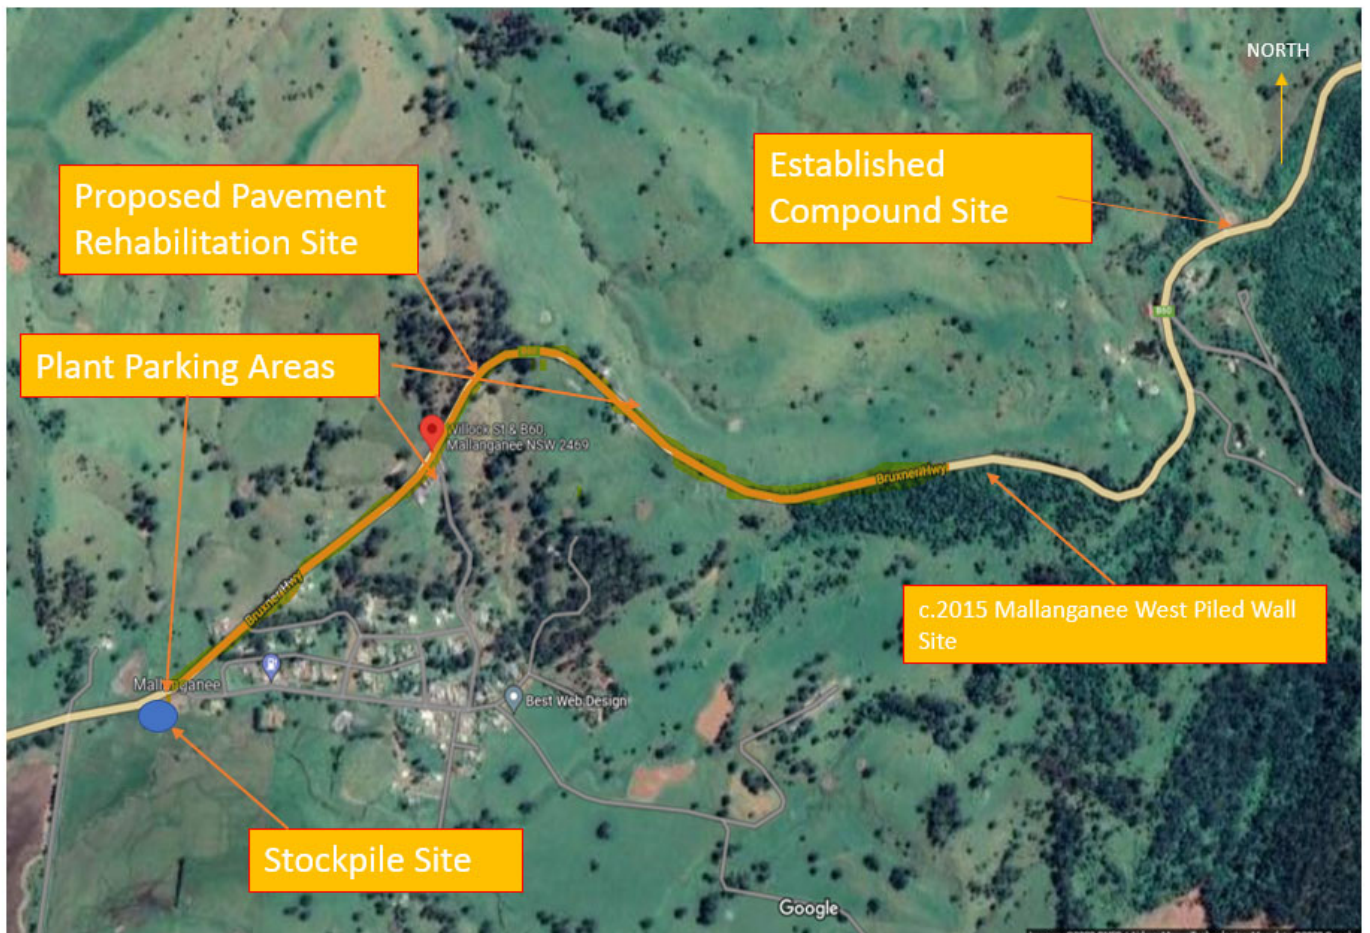 NORTH
Established
Compound Site
Proposed Pavement
Rehabilitation Site
B60
Plant Parking Areas
Willock St & B60,
Mallanganee NSW 2469
Bruxner Hwy
Bruxner Hwy
c.2015 Mallanganee West Piled Wall
Site
Mallanganee
Best Web Design
Stockpile Site
Google